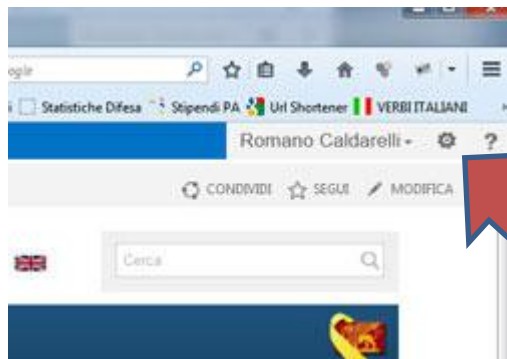 ogle
Statistiche Difesa Stipendi PA Url Shortener VERBI ITALIANI
Romano Caldarelli ?
CONDIVIDI SEGUI MODIFICA
Cerca